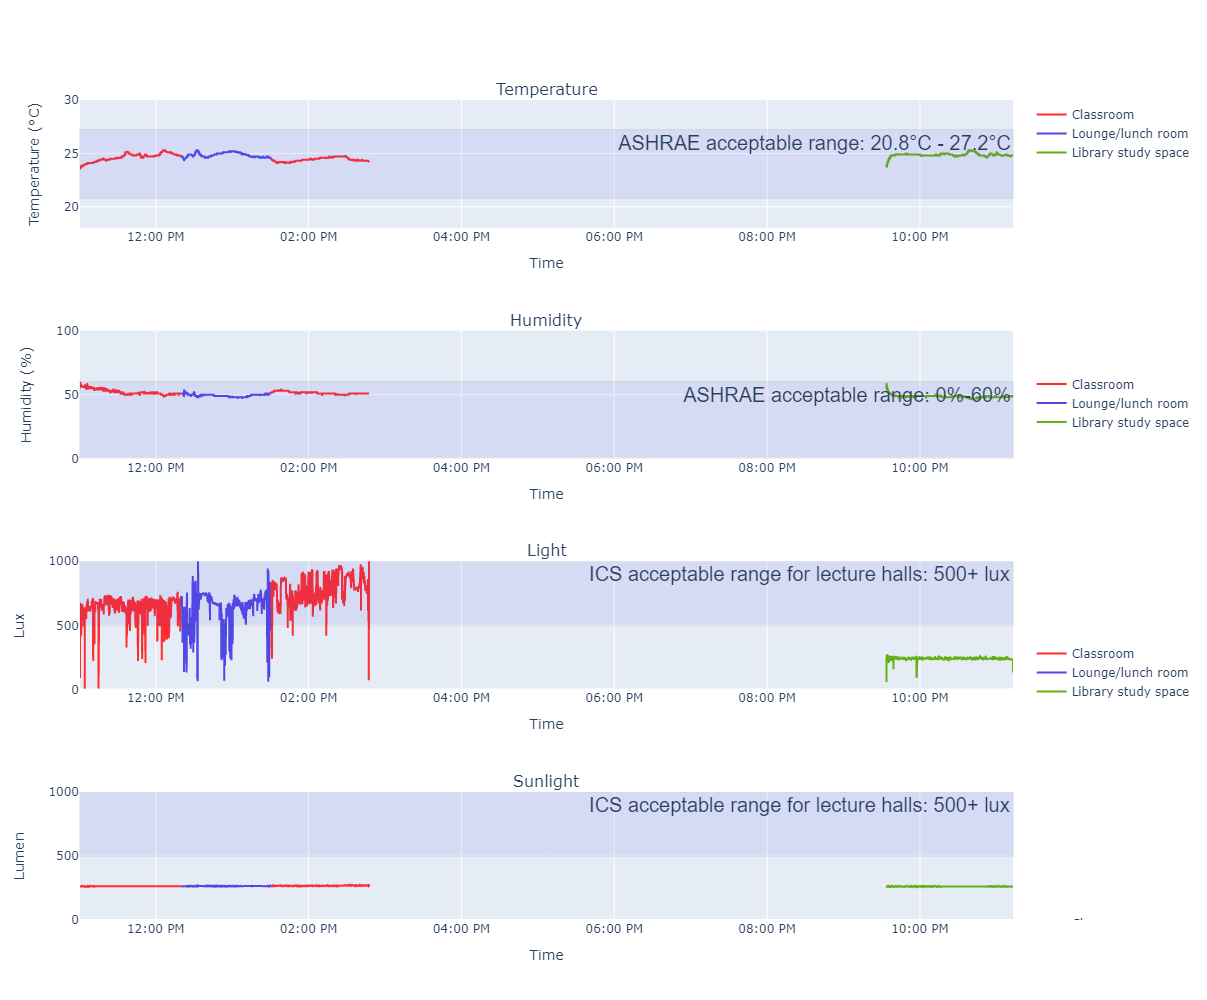 Temperature
30
25
20
Temperature (°C)
ASHRAE acceptable range: 20.8°C - 27.2°C
12:00 PM 02:00 PM 04:00 PM 06:00 PM 08:00 PM 10:00 PM
Time
Classroom
Lounge/lunch room
Library study space
Humidity
100
50
0
Humidity (%)
ASHRAE acceptable range: 0%-60%
12:00 PM 02:00 PM 04:00 PM 06:00 PM 08:00 PM 10:00 PM
Time
Classroom
Lounge/lunch room
Library study space
Light
1000
500
0
Lux
ICS acceptable range for lecture halls: 500+ lux
12:00 PM 02:00 PM 04:00 PM 06:00 PM 08:00 PM 10:00 PM
Time
Classroom
Lounge/lunch room
Library study space
Sunlight
1000
500
0
Lumen
ICS acceptable range for lecture halls: 500+ lux
12:00 PM 02:00 PM 04:00 PM 06:00 PM 08:00 PM 10:00 PM
Time